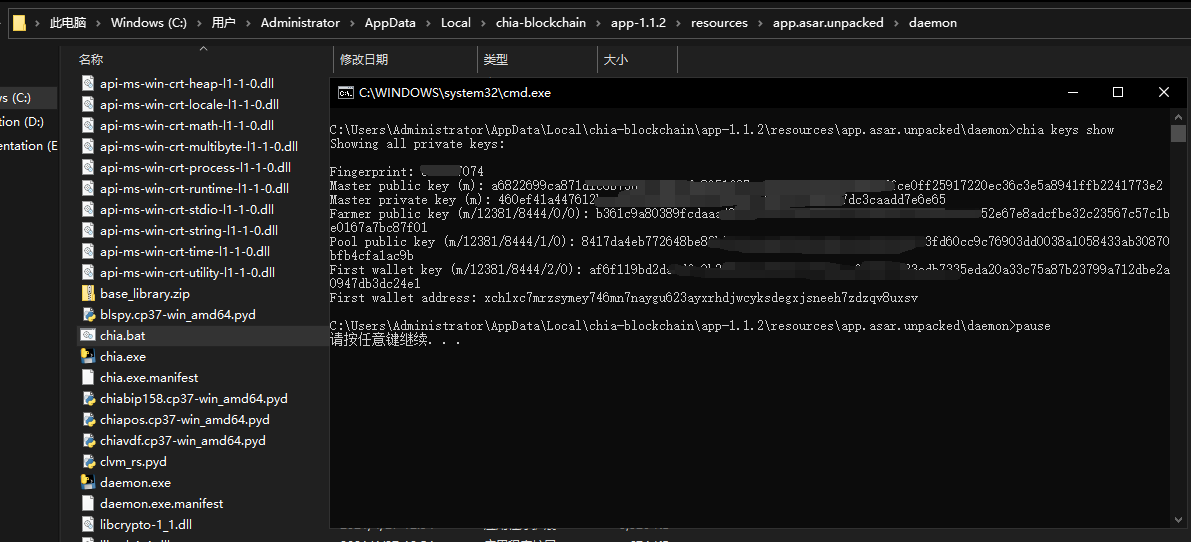 此电脑 > Windows (C:) > 用户 > Administrator > AppData > Local > chia-blockchain > app-1.1.2 > resources > app.asar.unpacked > daemon
名称 修改日期 类型 大小
s (C:)
tion (D:)
entation (E
api-ms-win-crt-heap-l1-1-0.dll
api-ms-win-crt-locale-l1-1-0.dll
api-ms-win-crt-math-l1-1-0.dll
api-ms-win-crt-multibyte-l1-1-0.dll
api-ms-win-crt-process-l1-1-0.dll
api-ms-win-crt-runtime-l1-1-0.dll
api-ms-win-crt-stdio-l1-1-0.dll
api-ms-win-crt-string-l1-1-0.dll
api-ms-win-crt-time-l1-1-0.dll
api-ms-win-crt-utility-l1-1-0.dll
base_library.zip
blspy.cp37-win_amd64.pyd
chia.bat
chia.exe
chia.exe.manifest
chiabip158.cp37-win_amd64.pyd
chiapos.cp37-win_amd64.pyd
chiavdf.cp37-win_amd64.pyd
clvm_rs.pyd
daemon.exe
daemon.exe.manifest
libcrypto-1_1.dll
C:\WINDOWS\system32\cmd.exe
C:\Users\Administrator\AppData\Local\chia-blockchain\app-1.1.2\resources\app.asar.unpacked\daemon>chia keys show
Showing all private keys:
Fingerprint: 074
Master public key (m): a6822699ca871 ce0ff25917220ec36c3e5a8941ffb2241773e2
Master private key (m): 460ef41a447612 7dc3caadd7e6e65
Farmer public key (m/12381/8444/0/0): b361c9a80389fcdaaa 52e67e8adcfbe32c23567c57c1b
e0167a7bc87f01
Pool public key (m/12381/8444/1/0): 8417da4eb772648be8 3fd60cc9c76903dd0038a1058433ab30870
bfb4cfa1ac9b
First wallet key (m/12381/8444/2/0): af6f119bd2d 7335eda20a33c75a87b23799a712dbe2a
0947db3dc24e1
First wallet address: xch1xc7mrzsymey746mn7naygu623ayxrhdjwcyksdegxjsneeh7zdzqv8uxsv
C:\Users\Administrator\AppData\Local\chia-blockchain\app-1.1.2\resources\app.asar.unpacked\daemon>pause
请按任意键继续. . .